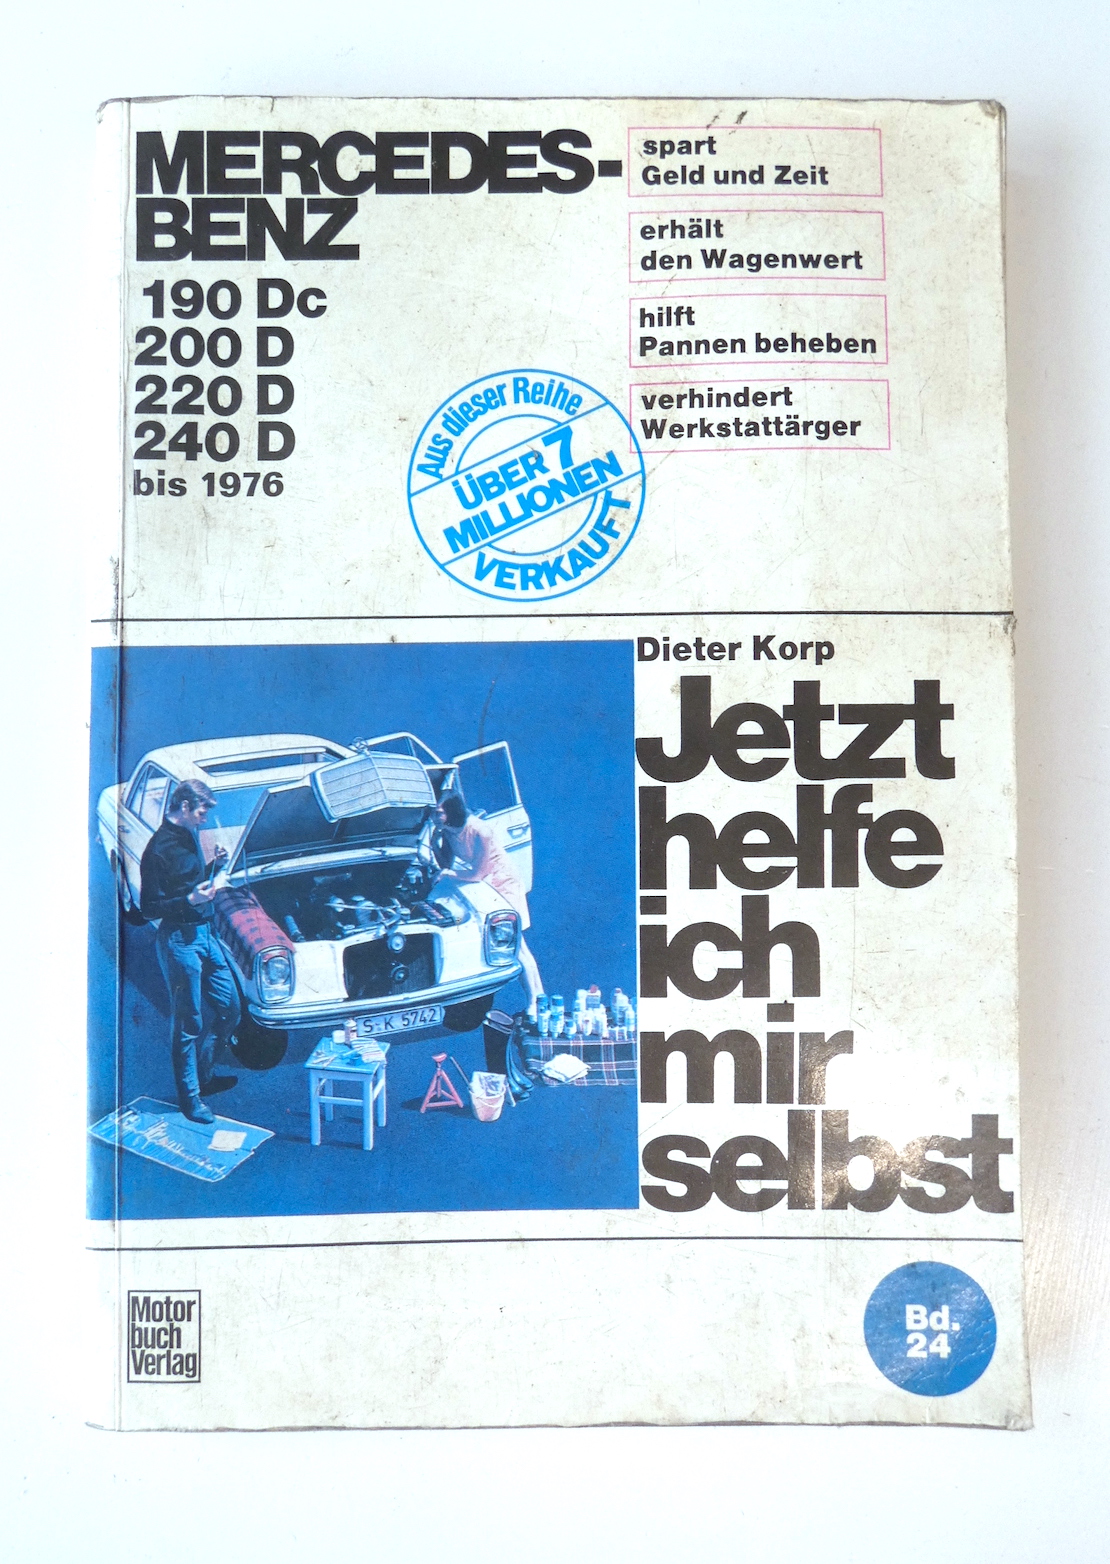 MERCEDES-
BENZ
190 Dc
200 D
220 D
240 D
bis 1976
spart
Geld und Zeit
erhält
den Wagenwert
hilft
Pannen beheben
verhindert
Werkstattärger
Aus dieser Reihe
ÜBER 7
MILLIONEN
VERKAUFT
Dieter Korp
Jetzt
helfe
ich
mir
selbst
S-K 5742
Motor
buch
Verlag
Bd.
24